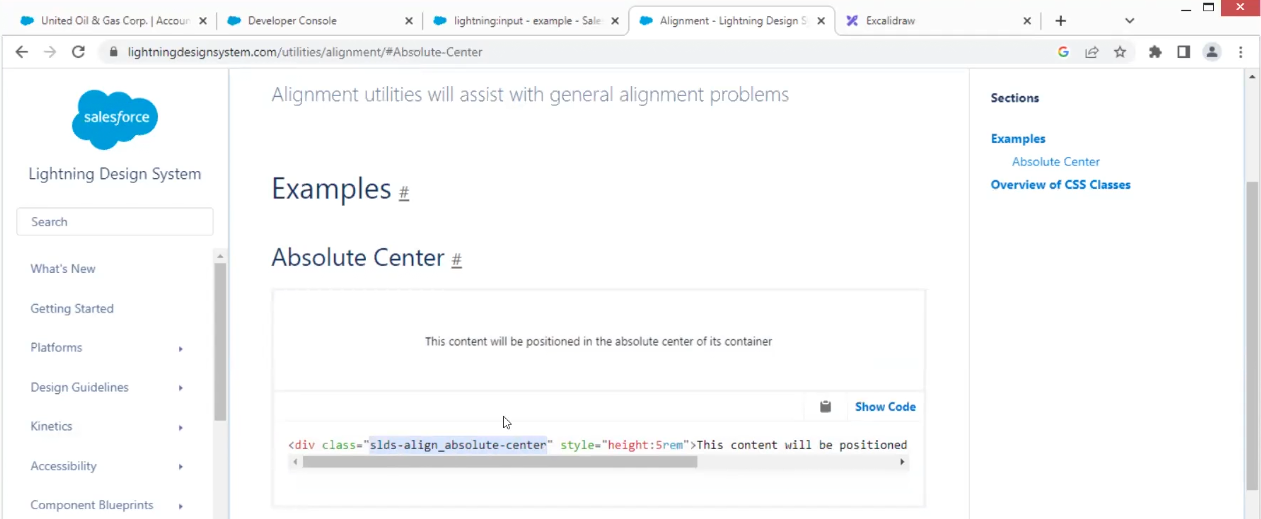 United Oil & Gas Corp. | Accoun
Developer Console
lightning:input - example - Sale
Alignment - Lightning Design S
Excalidraw
lightningdesignsystem.com/utilities/alignment/#Absolute-Center
salesforce
Lightning Design System
Search
What's New
Getting Started
Platforms
Design Guidelines
Kinetics
Accessibility
Component Blueprints
Alignment utilities will assist with general alignment problems
Examples #
Absolute Center #
This content will be positioned in the absolute center of its container
Show Code
<div class="slds-align_absolute-center" style="height:5rem">This content will be positioned
Sections
Examples
Absolute Center
Overview of CSS Classes